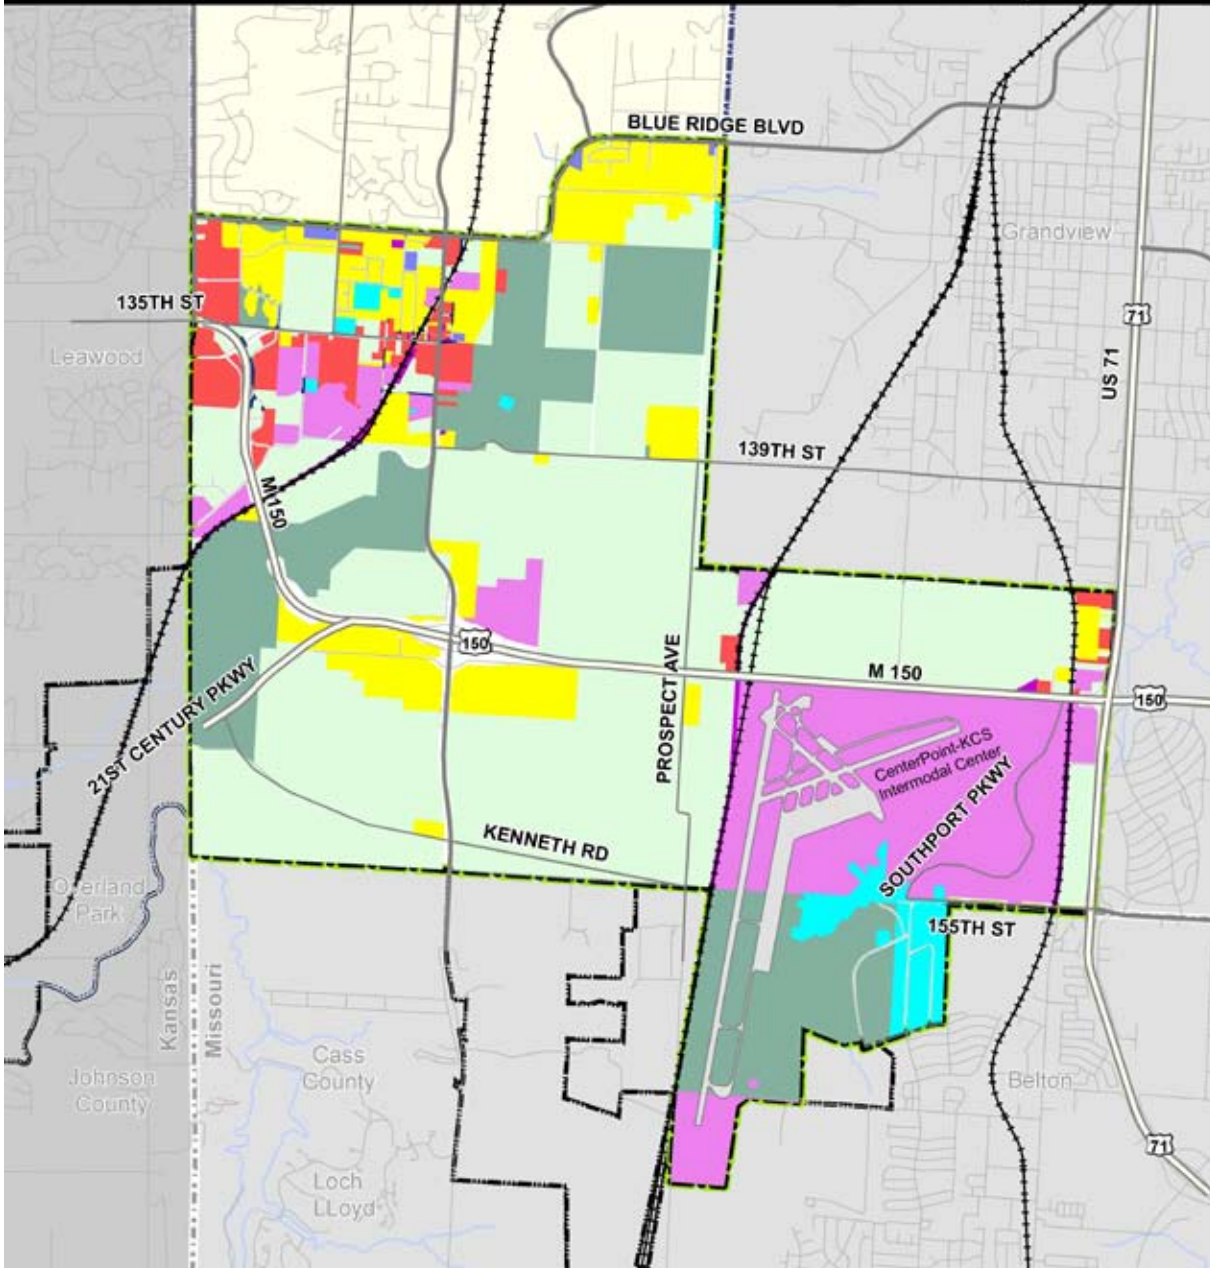 BLUE RIDGE BLVD
Grandview
135TH ST
71
Leawood
US 71
139TH ST
M 150
150
PROSPECT AVE
M 150
150
21ST CENTURY PKWY
CenterPoint-KCS
Intermodal Center
SOUTHPORT PKWY
KENNETH RD
Overland
Park
155TH ST
Kansas
Missouri
Cass
County
Johnson
County
Belton
71
Loch
LLoyd